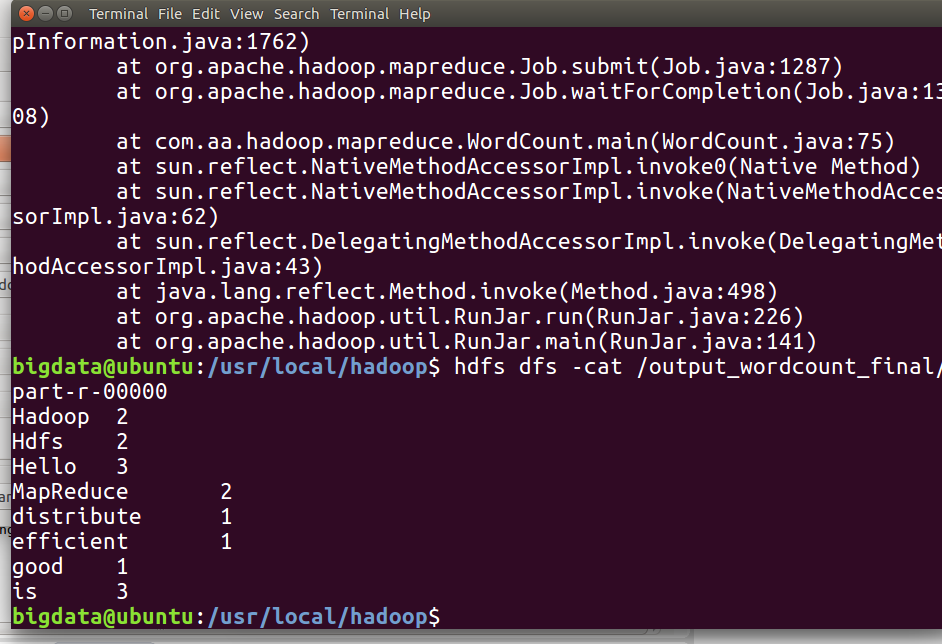 Terminal File Edit View Search Terminal Help
pInformation.java:1762)
at org.apache.hadoop.mapreduce.Job.submit(Job.java:1287)
at org.apache.hadoop.mapreduce.Job.waitForCompletion(Job.java:13
08)
at com.aa.hadoop.mapreduce.WordCount.main(WordCount.java:75)
at sun.reflect.NativeMethodAccessorImpl.invoke0(Native Method)
at sun.reflect.NativeMethodAccessorImpl.invoke(NativeMethodAcces
sorImpl.java:62)
at sun.reflect.DelegatingMethodAccessorImpl.invoke(DelegatingMet
hodAccessorImpl.java:43)
at java.lang.reflect.Method.invoke(Method.java:498)
at org.apache.hadoop.util.RunJar.run(RunJar.java:226)
at org.apache.hadoop.util.RunJar.main(RunJar.java:141)
bigdata@ubuntu:/usr/local/hadoop$ hdfs dfs -cat /output_wordcount_final/
part-r-00000
Hadoop 2
Hdfs 2
Hello 3
MapReduce 2
distribute 1
efficient 1
good 1
is 3
bigdata@ubuntu:/usr/local/hadoop$